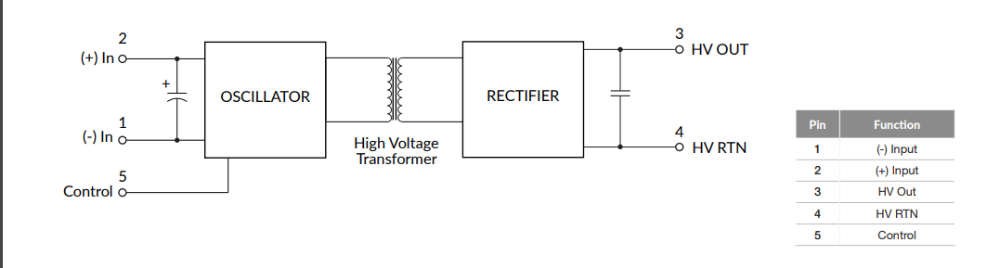 2
(+) In
+
1
(-) In
5
Control
OSCILLATOR
High Voltage
Transformer
RECTIFIER
3
HV OUT
4
HV RTN
Pin Function
1 (-) Input
2 (+) Input
3 HV Out
4 HV RTN
5 Control